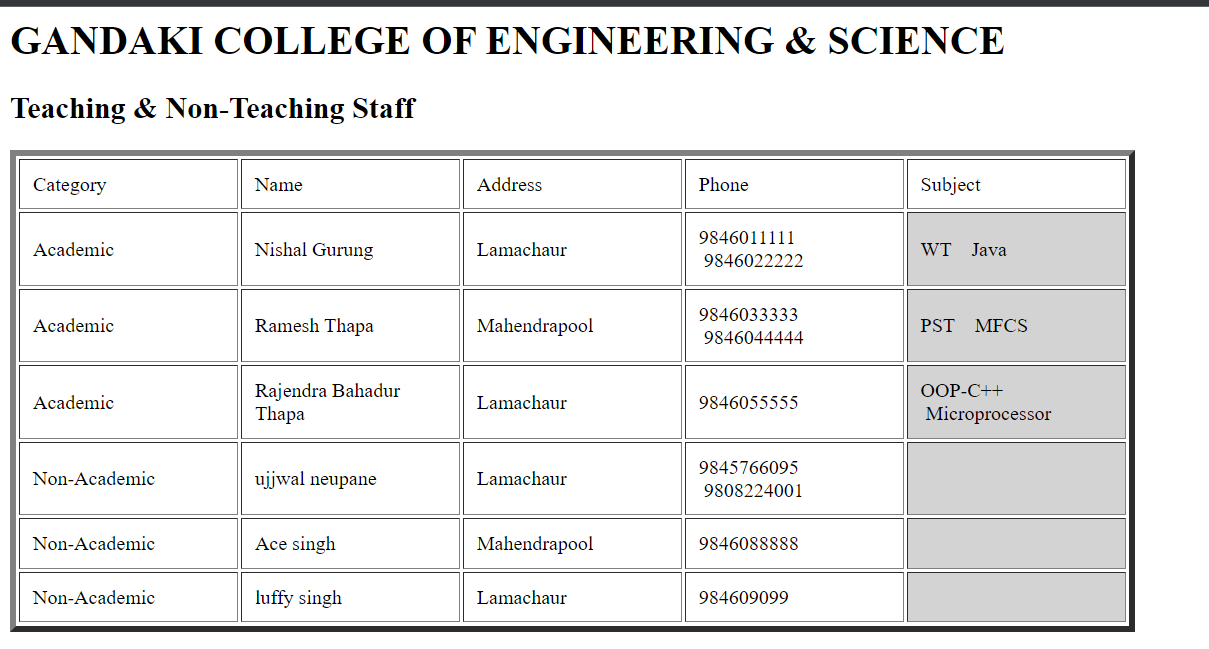 GANDAKI COLLEGE OF ENGINEERING & SCIENCE
Teaching & Non-Teaching Staff
Category Name Address Phone Subject
Academic Nishal Gurung Lamachaur 9846011111 9846022222 WT Java
Academic Ramesh Thapa Mahendrapool 9846033333 9846044444 PST MFCS
Academic Rajendra Bahadur Thapa Lamachaur 9846055555 OOP-C++ Microprocessor
Non-Academic ujjwal neupane Lamachaur 9845766095 9808224001
Non-Academic Ace singh Mahendrapool 9846088888
Non-Academic luffy singh Lamachaur 984609099